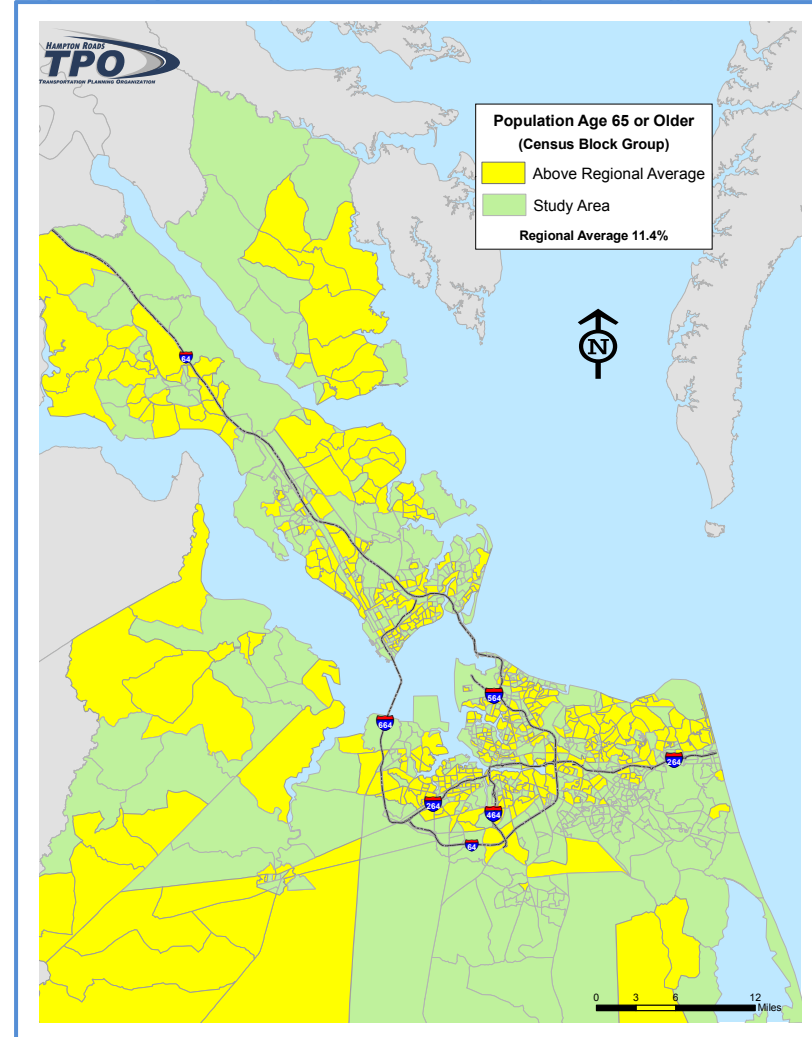 HAMPTON ROADS
TPO
TRANSPORTATION PLANNING ORGANIZATION
Population Age 65 or Older
(Census Block Group)
Above Regional Average
Study Area
Regional Average 11.4%
N
64
564
664
264
264
464
64
0 3 6 12
Miles